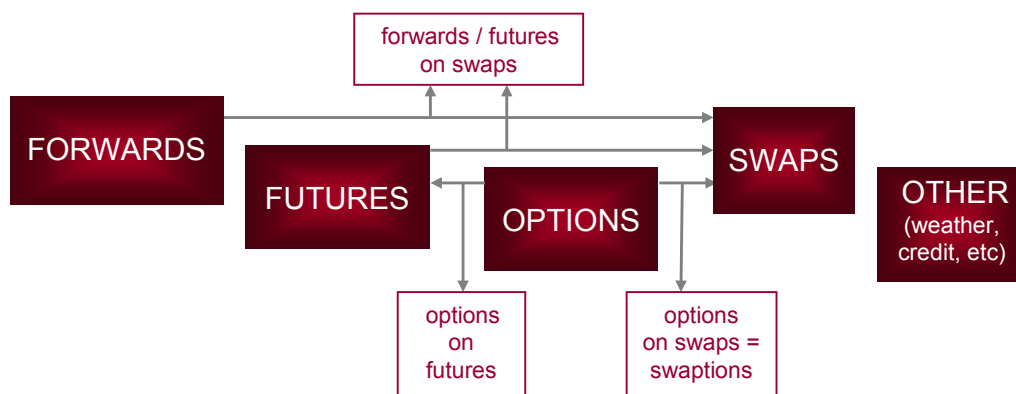 forwards / futures
on swaps
FORWARDS
FUTURES
OPTIONS
SWAPS
OTHER
(weather,
credit, etc)
options
on
futures
options
on swaps =
swaptions